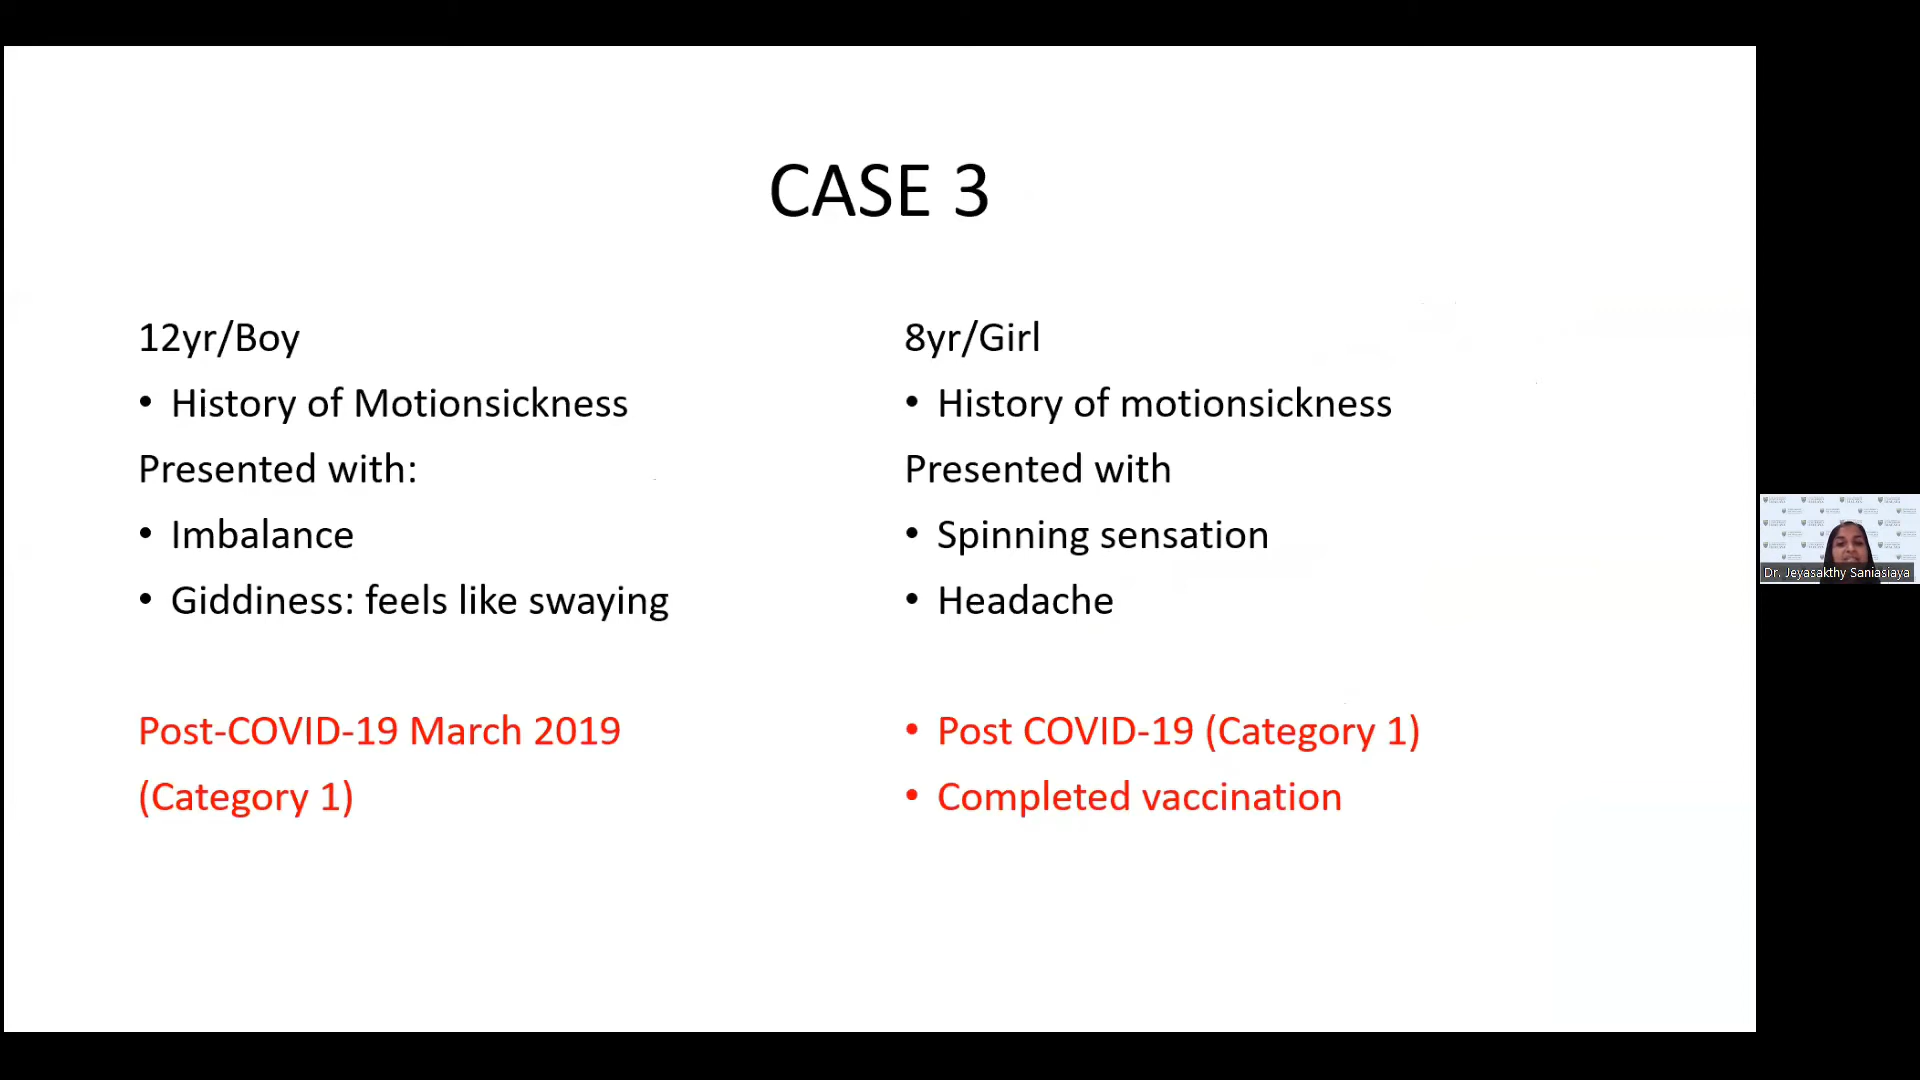 CASE 3
12yr/Boy
• History of Motionsickness
Presented with:
• Imbalance
• Giddiness: feels like swaying
Post-COVID-19 March 2019
(Category 1)
8yr/Girl
• History of motionsickness
Presented with
• Spinning sensation
• Headache
• Post COVID-19 (Category 1)
• Completed vaccination
Dr. Jeyasakthy Saniasiaya